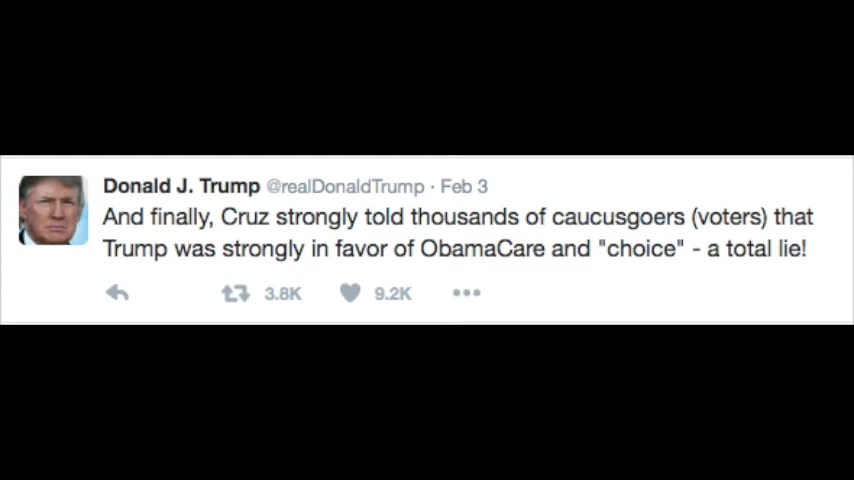 Donald J. Trump @realDonaldTrump · Feb 3
And finally, Cruz strongly told thousands of caucusgoers (voters) that
Trump was strongly in favor of ObamaCare and "choice" - a total lie!
3.8K 9.2K